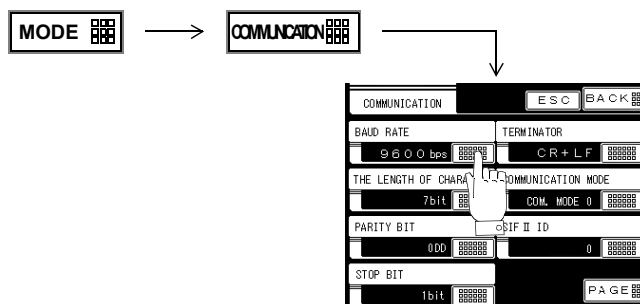 MODE
COMMUNICATION
COMMUNICATION
ESC
BACK
BAUD RATE
TERMINATOR
9600 bps
CR+LF
THE LENGTH OF CHARA
COMMUNICATION MODE
7bit
COM. MODE 0
PARITY BIT
SIF II ID
ODD
0
STOP BIT
1bit
PAGE